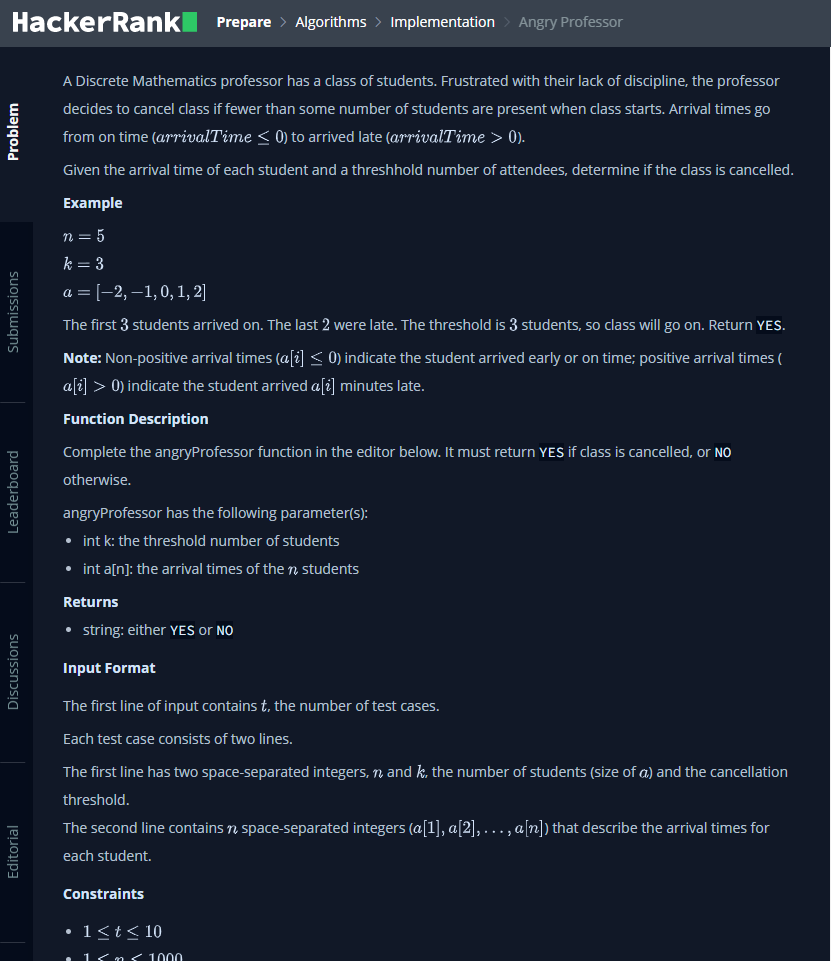 HackerRank Prepare > Algorithms > Implementation > Angry Professor
Problem
Submissions
Leaderboard
Discussions
Editorial
A Discrete Mathematics professor has a class of students. Frustrated with their lack of discipline, the professor
decides to cancel class if fewer than some number of students are present when class starts. Arrival times go
from on time (arrivalTime ≤ 0) to arrived late (arrivalTime > 0).
Given the arrival time of each student and a threshhold number of attendees, determine if the class is cancelled.
Example
n = 5
k = 3
a = [−2, −1, 0, 1, 2]
The first 3 students arrived on. The last 2 were late. The threshold is 3 students, so class will go on. Return YES.
Note: Non-positive arrival times (a[i] ≤ 0) indicate the student arrived early or on time; positive arrival times (
a[i] > 0) indicate the student arrived a[i] minutes late.
Function Description
Complete the angryProfessor function in the editor below. It must return YES if class is cancelled, or NO
otherwise.
angryProfessor has the following parameter(s):
• int k: the threshold number of students
• int a[n]: the arrival times of the n students
Returns
• string: either YES or NO
Input Format
The first line of input contains t, the number of test cases.
Each test case consists of two lines.
The first line has two space-separated integers, n and k, the number of students (size of a) and the cancellation
threshold.
The second line contains n space-separated integers (a[1], a[2], . . . , a[n]) that describe the arrival times for
each student.
Constraints
• 1 ≤ t ≤ 10
• 1 ≤ n ≤ 1000